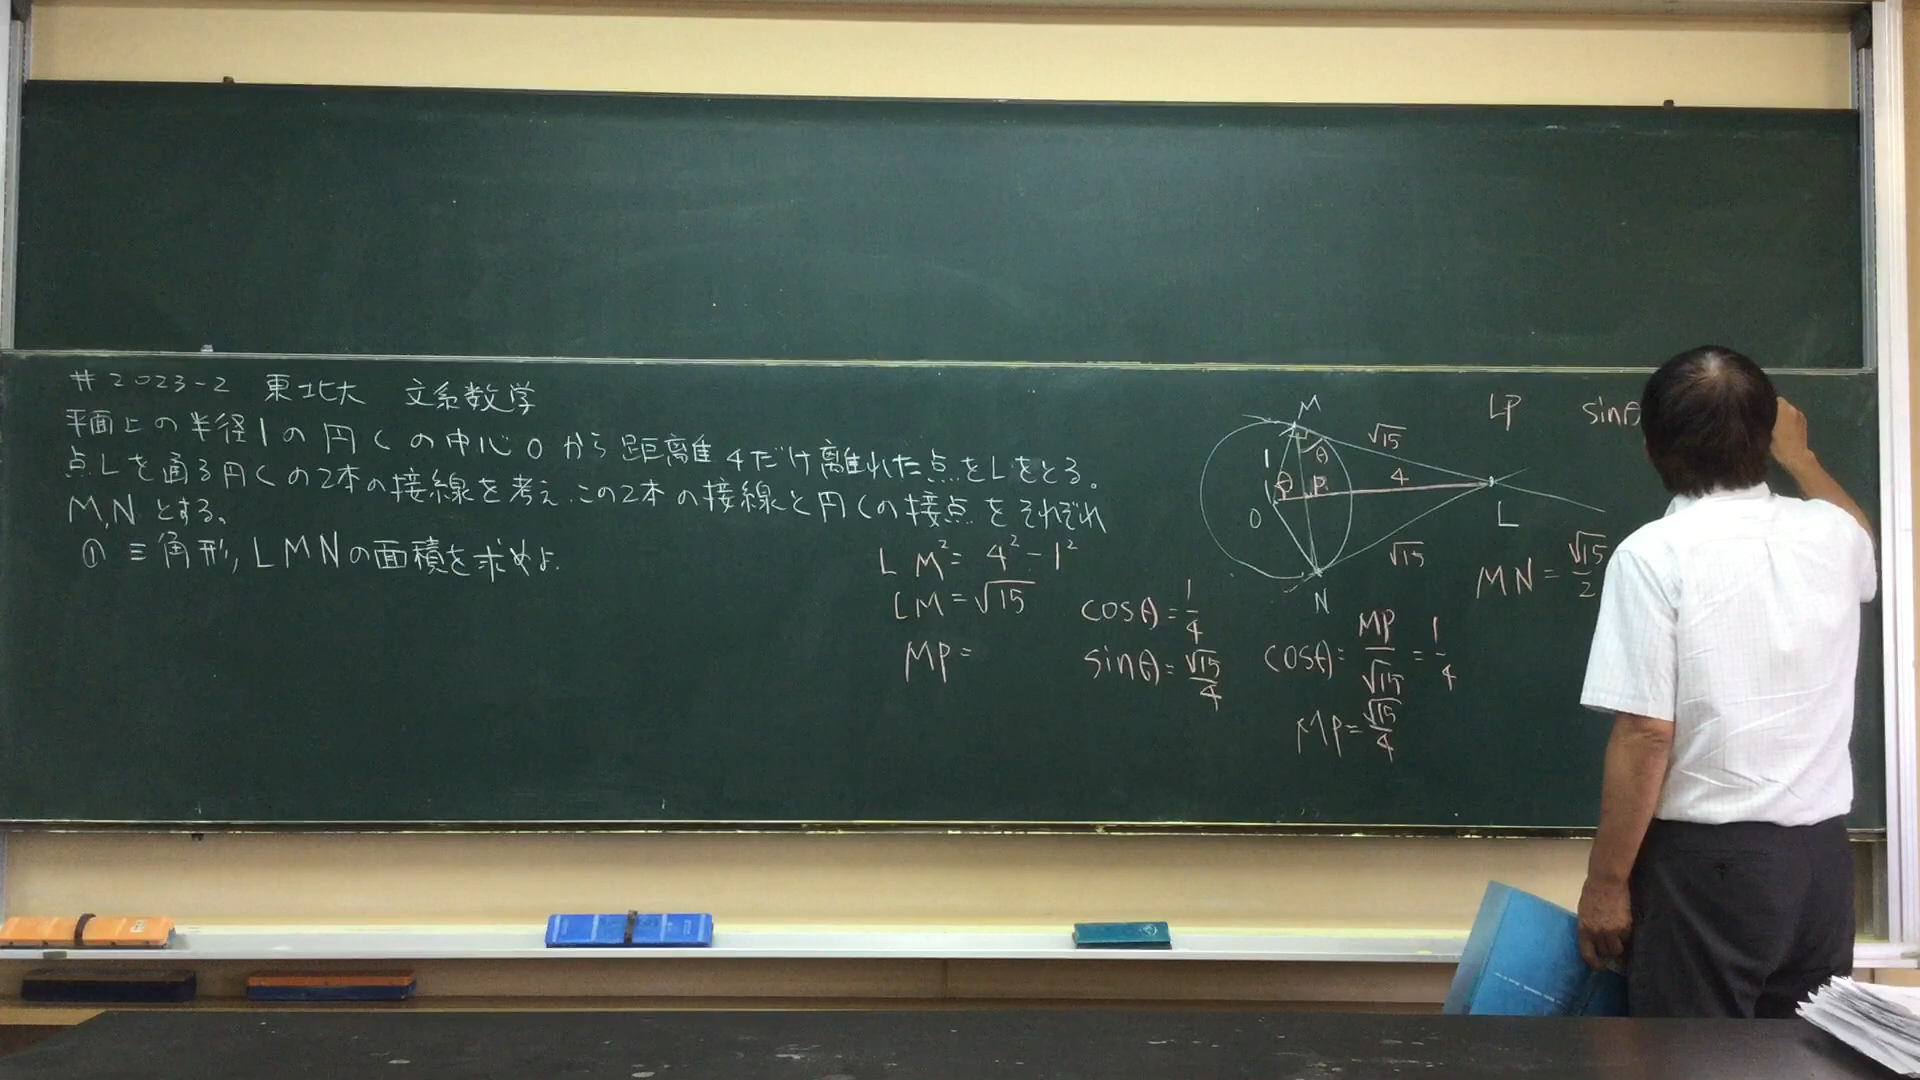 #2023-2 東北大 文系数学
平面上の半径1の円Cの中心Oから距離4だけ離れた点をLをとる。
点Lを通る円Cの2本の接線を考え、この2本の接線と円Cの接点をそれぞれ
M,Nとする。
① 三角形, LMNの面積を求めよ.
LM²= 4²-1²
LM=√15
MP=
cosθ=1/4
sinθ=√15/4
cosθ=MP/√15=1/4
MP=√15/4
M
√15
1
θ
θ
P
4
O
L
√15
N
LP
sinθ
MN=√15/2